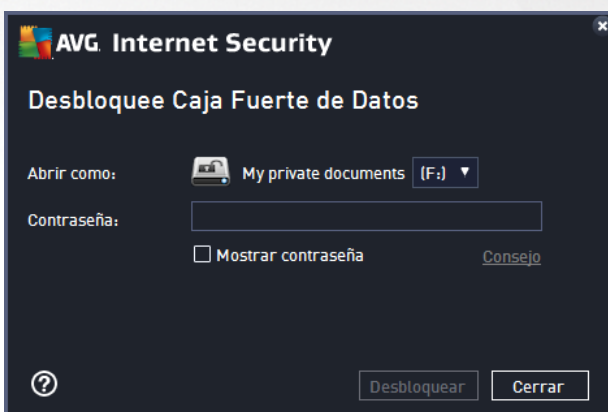 AVG. Internet Security
Desbloquee Caja Fuerte de Datos
Abrir como: My private documents (F:)
Contraseña:
Mostrar contraseña Consejo
Desbloquear Cerrar